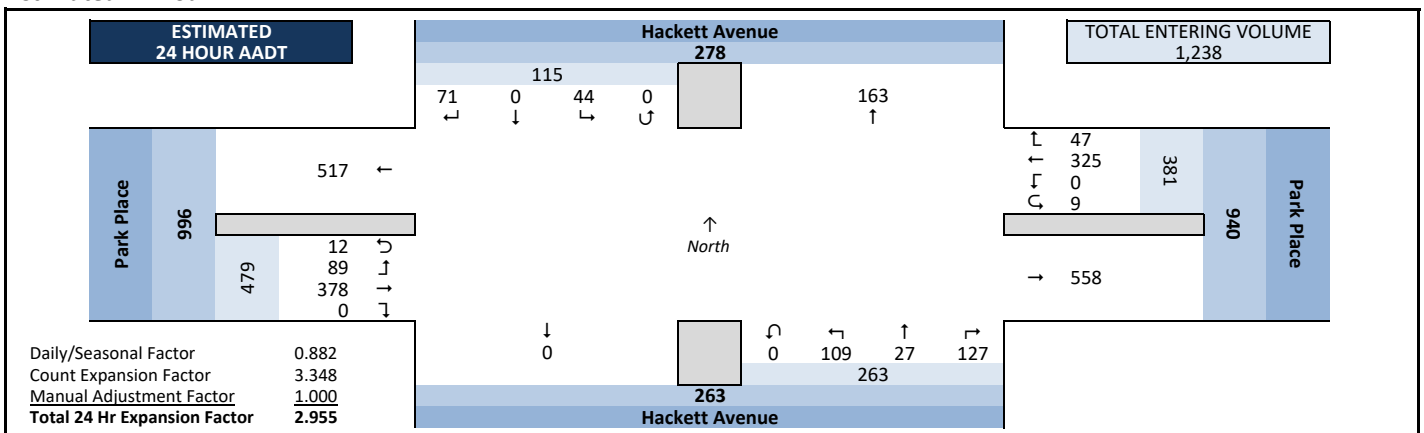 ESTIMATED
24 HOUR AADT
Hackett Avenue
278
TOTAL ENTERING VOLUME
1,238
115
71 0 44 0
163
Park Place
996
517
12
89
378
0
479
North
47
325
0
9
381
940
Park Place
558
0
0 109 27 127
263
263
Hackett Avenue
Daily/Seasonal Factor 0.882
Count Expansion Factor 3.348
Manual Adjustment Factor 1.000
Total 24 Hr Expansion Factor 2.955